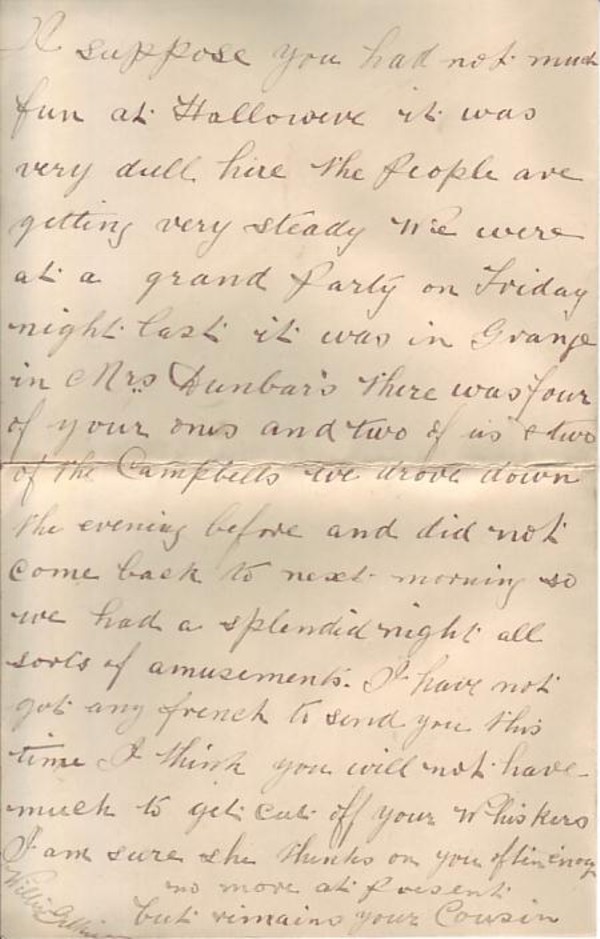 I suppose you had not much
fun at Halloweve it was
very dull hire the People are
getting very steady We were
at a grand Party on Friday
night last it was in Grange
in Mrs Dunbars there was four
of your ones and two of us & two
of the Campbells we drove down
the evening before and did not
come back to next morning so
we had a splendid night all
sorts of amusements. I have not
got any french to send you this
time I think you will not have
much to get cut off your Whiskers
I am sure she thinks on you often enoug
no more at Present
but remains your Cousin
Willie